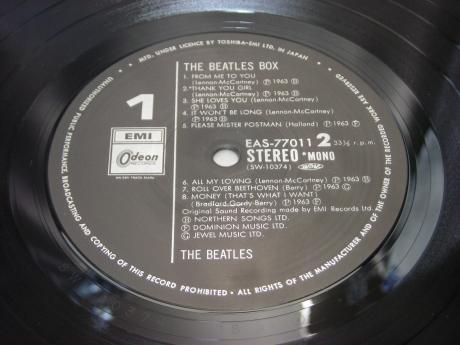 • MFD. UNDER LICENCE BY TOSHIBA-EMI LTD. IN JAPAN •
ALL RIGHTS OF THE MANUFACTURER AND OF THE OWNER OF THE RECORDED WORK ARE RESERVED •
UNAUTHORIZED PUBLIC PERFORMANCE, BROADCASTING AND COPYING OF THIS RECORD PROHIBITED •
THE BEATLES BOX
1. FROM ME TO YOU
(Lennon-McCartney) Ⓟ 1963 Ⓗ
2.*THANK YOU GIRL
(Lennon-McCartney) Ⓟ 1963
3. SHE LOVES YOU (Lennon-McCartney)
Ⓟ 1963 Ⓗ
4. IT WON'T BE LONG (Lennon-McCartney)
Ⓟ 1963
5. PLEASE MISTER POSTMAN (Holland) Ⓟ 1963 Ⓕ
1
EMI
Odeon
RECORDS
EAS-77011 2 33⅓ r.p.m.
STEREO *MONO
(SW-10374)
6. ALL MY LOVING (Lennon-McCartney) Ⓟ 1963 Ⓗ
7. ROLL OVER BEETHOVEN (Berry) Ⓟ 1963 Ⓖ
8. MONEY (THAT'S WHAT I WANT)
(Bradford-Gordy-Berry) Ⓟ 1963 Ⓕ
Original Sound Recording made by EMI Records Ltd.
Ⓗ NORTHERN SONGS LTD.
Ⓕ DOMINION MUSIC LTD.
Ⓖ JEWEL MUSIC LTD.
THE BEATLES